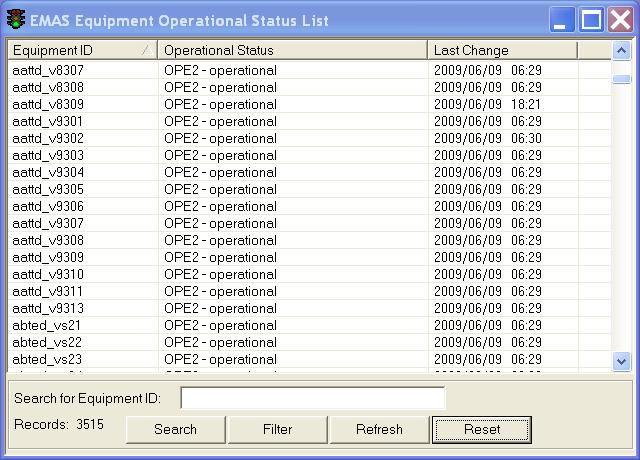 EMAS Equipment Operational Status List
Equipment ID Operational Status Last Change
aattd_v8307 OPE2 - operational 2009/06/09 06:29
aattd_v8308 OPE2 - operational 2009/06/09 06:29
aattd_v8309 OPE2 - operational 2009/06/09 18:21
aattd_v9301 OPE2 - operational 2009/06/09 06:29
aattd_v9302 OPE2 - operational 2009/06/09 06:30
aattd_v9303 OPE2 - operational 2009/06/09 06:29
aattd_v9304 OPE2 - operational 2009/06/09 06:29
aattd_v9305 OPE2 - operational 2009/06/09 06:29
aattd_v9306 OPE2 - operational 2009/06/09 06:29
aattd_v9307 OPE2 - operational 2009/06/09 06:29
aattd_v9308 OPE2 - operational 2009/06/09 06:29
aattd_v9309 OPE2 - operational 2009/06/09 06:29
aattd_v9310 OPE2 - operational 2009/06/09 06:29
aattd_v9311 OPE2 - operational 2009/06/09 06:29
aattd_v9313 OPE2 - operational 2009/06/09 06:29
abted_vs21 OPE2 - operational 2009/06/09 06:29
abted_vs22 OPE2 - operational 2009/06/09 06:29
abted_vs23 OPE2 - operational 2009/06/09 06:29
Search for Equipment ID:
Records: 3515 Search Filter Refresh Reset